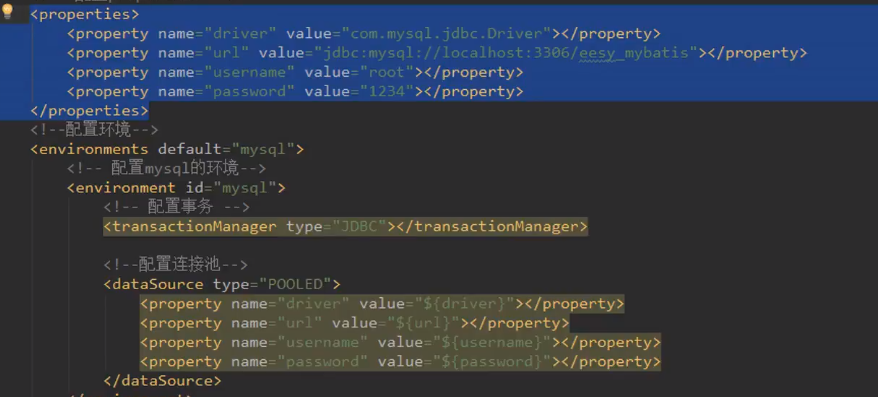 <properties>
<property name="driver" value="com.mysql.jdbc.Driver"></property>
<property name="url" value="jdbc:mysql://localhost:3306/eesy_mybatis"></property>
<property name="username" value="root"></property>
<property name="password" value="1234"></property>
</properties>
<!--配置环境-->
<environments default="mysql">
<!-- 配置mysql的环境-->
<environment id="mysql">
<!-- 配置事务 -->
<transactionManager type="JDBC"></transactionManager>
<!--配置连接池-->
<dataSource type="POOLED">
<property name="driver" value="${driver}"></property>
<property name="url" value="${url}"></property>
<property name="username" value="${username}"></property>
<property name="password" value="${password}"></property>
</dataSource>